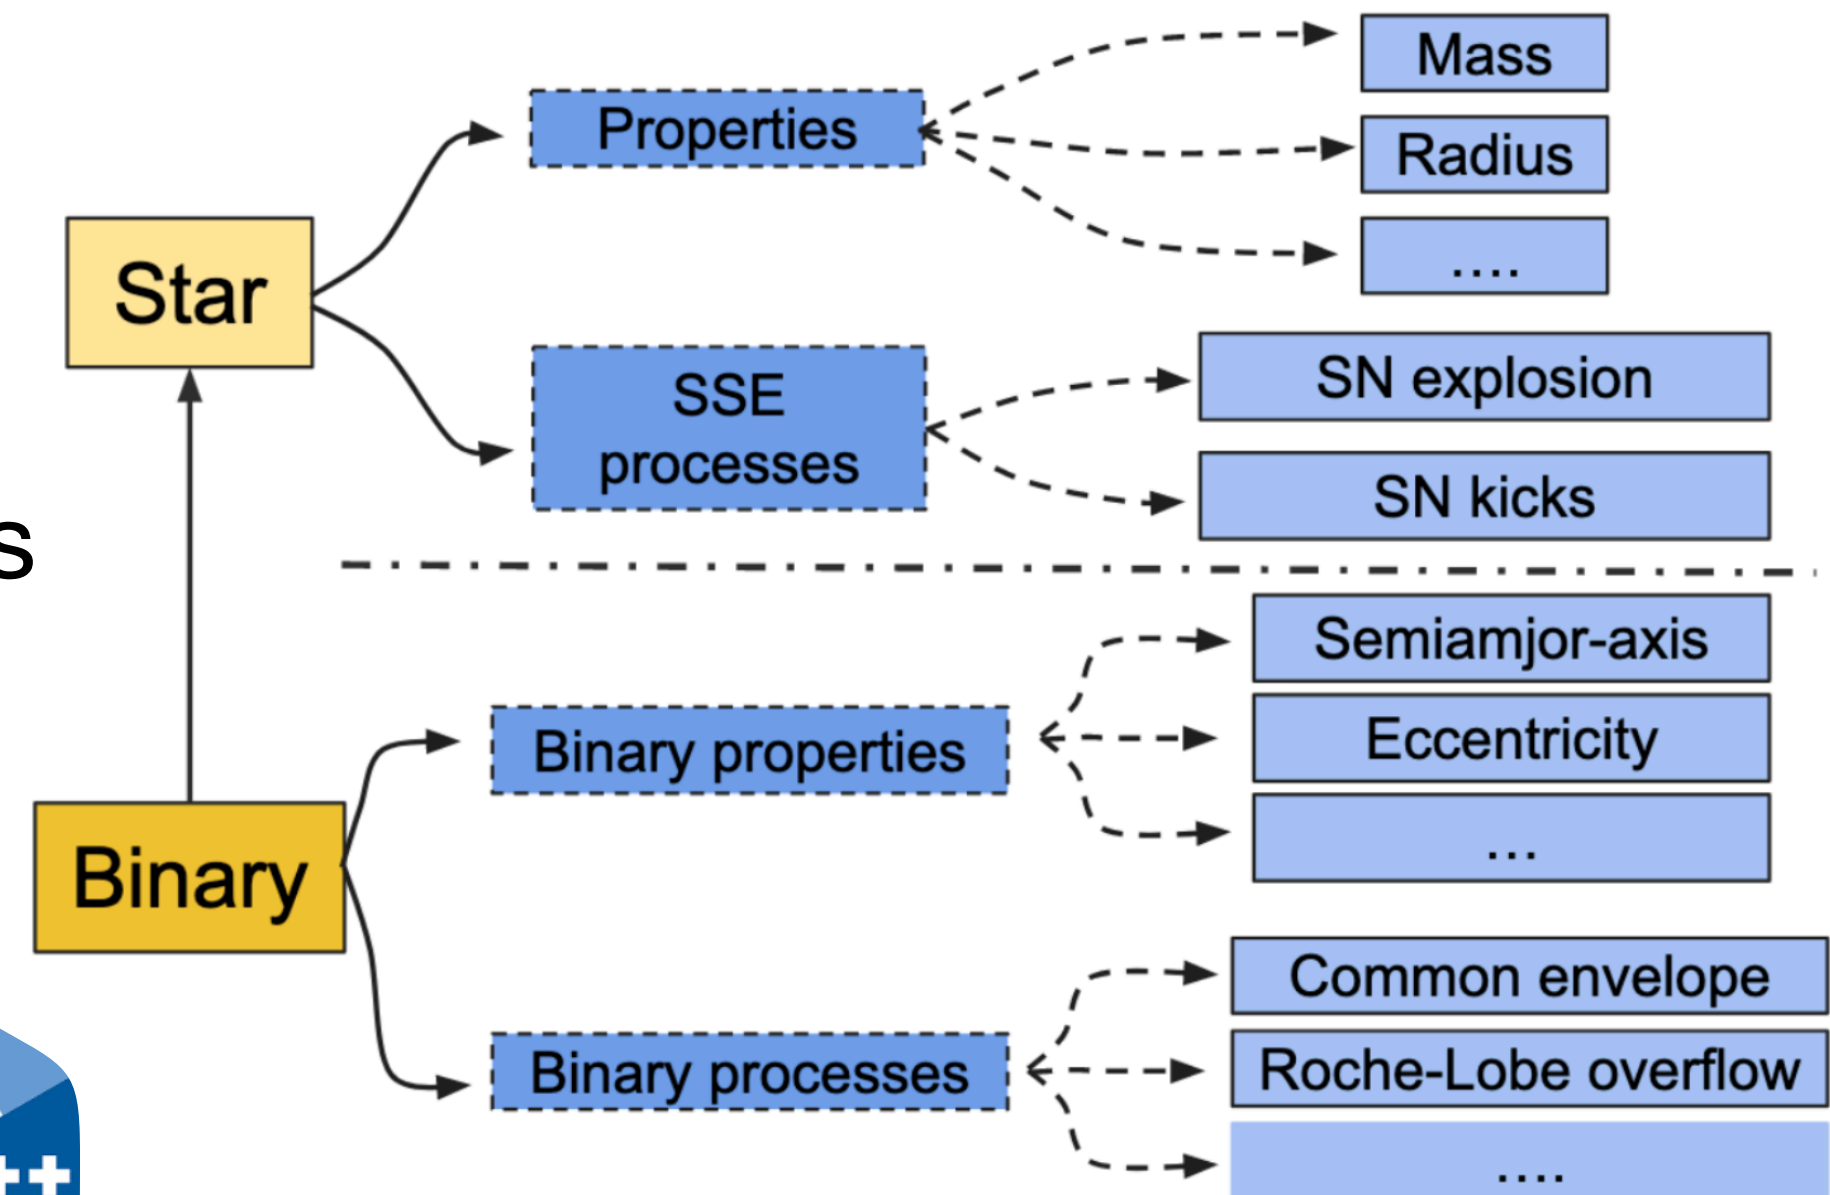 Mass
Properties
Radius
....
Star
SSE
processes
SN explosion
SN kicks
s
Semiamjor-axis
Binary properties
Eccentricity
...
Binary
Common envelope
Binary processes
Roche-Lobe overflow
....
++